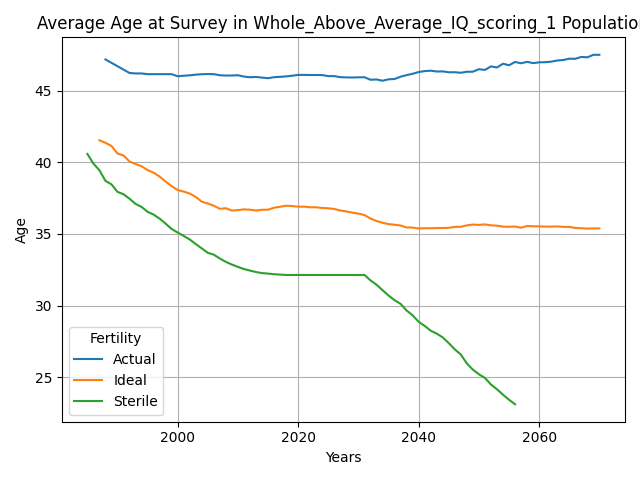 Average Age at Survey in Whole_Above_Average_IQ_scoring_1 Population
Age
45
40
35
30
25
Fertility
Actual
Ideal
Sterile
2000 2020 2040 2060
Years